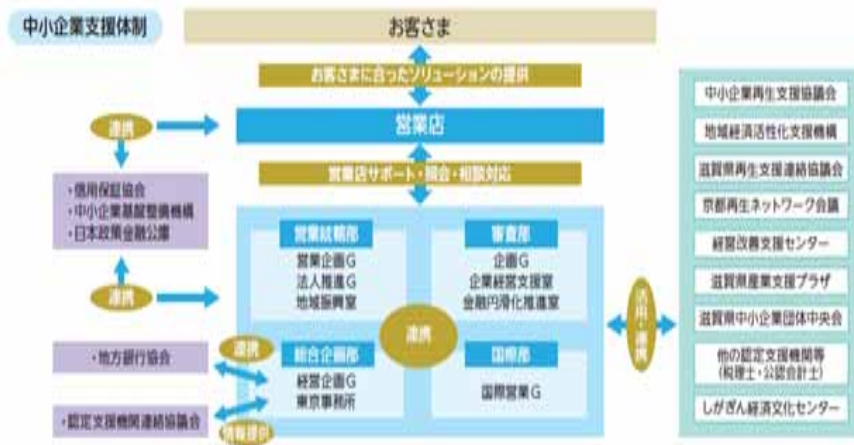 中小企業支援体制
お客さま
お客さまに合ったソリューションの提供
営業店
連携
営業店サポート・照会・相談対応
・信用保証協会
・中小企業基盤整備機構
・日本政策金融公庫
連携
営業統轄部
営業企画G
法人推進G
地域振興室
審査部
企画G
企業経営支援室
金融円滑化推進室
連携
総合企画部
経営企画G
東京事務所
国際部
国際営業G
連携
・地方銀行協会
・認定支援機関連絡協議会
情報提供
活用・連携
中小企業再生支援協議会
地域経済活性化支援機構
滋賀県再生支援連絡協議会
京都再生ネットワーク会議
経営改善支援センター
滋賀県産業支援プラザ
滋賀県中小企業団体中央会
他の認定支援機関等
(税理士・公認会計士)
しがぎん経済文化センター